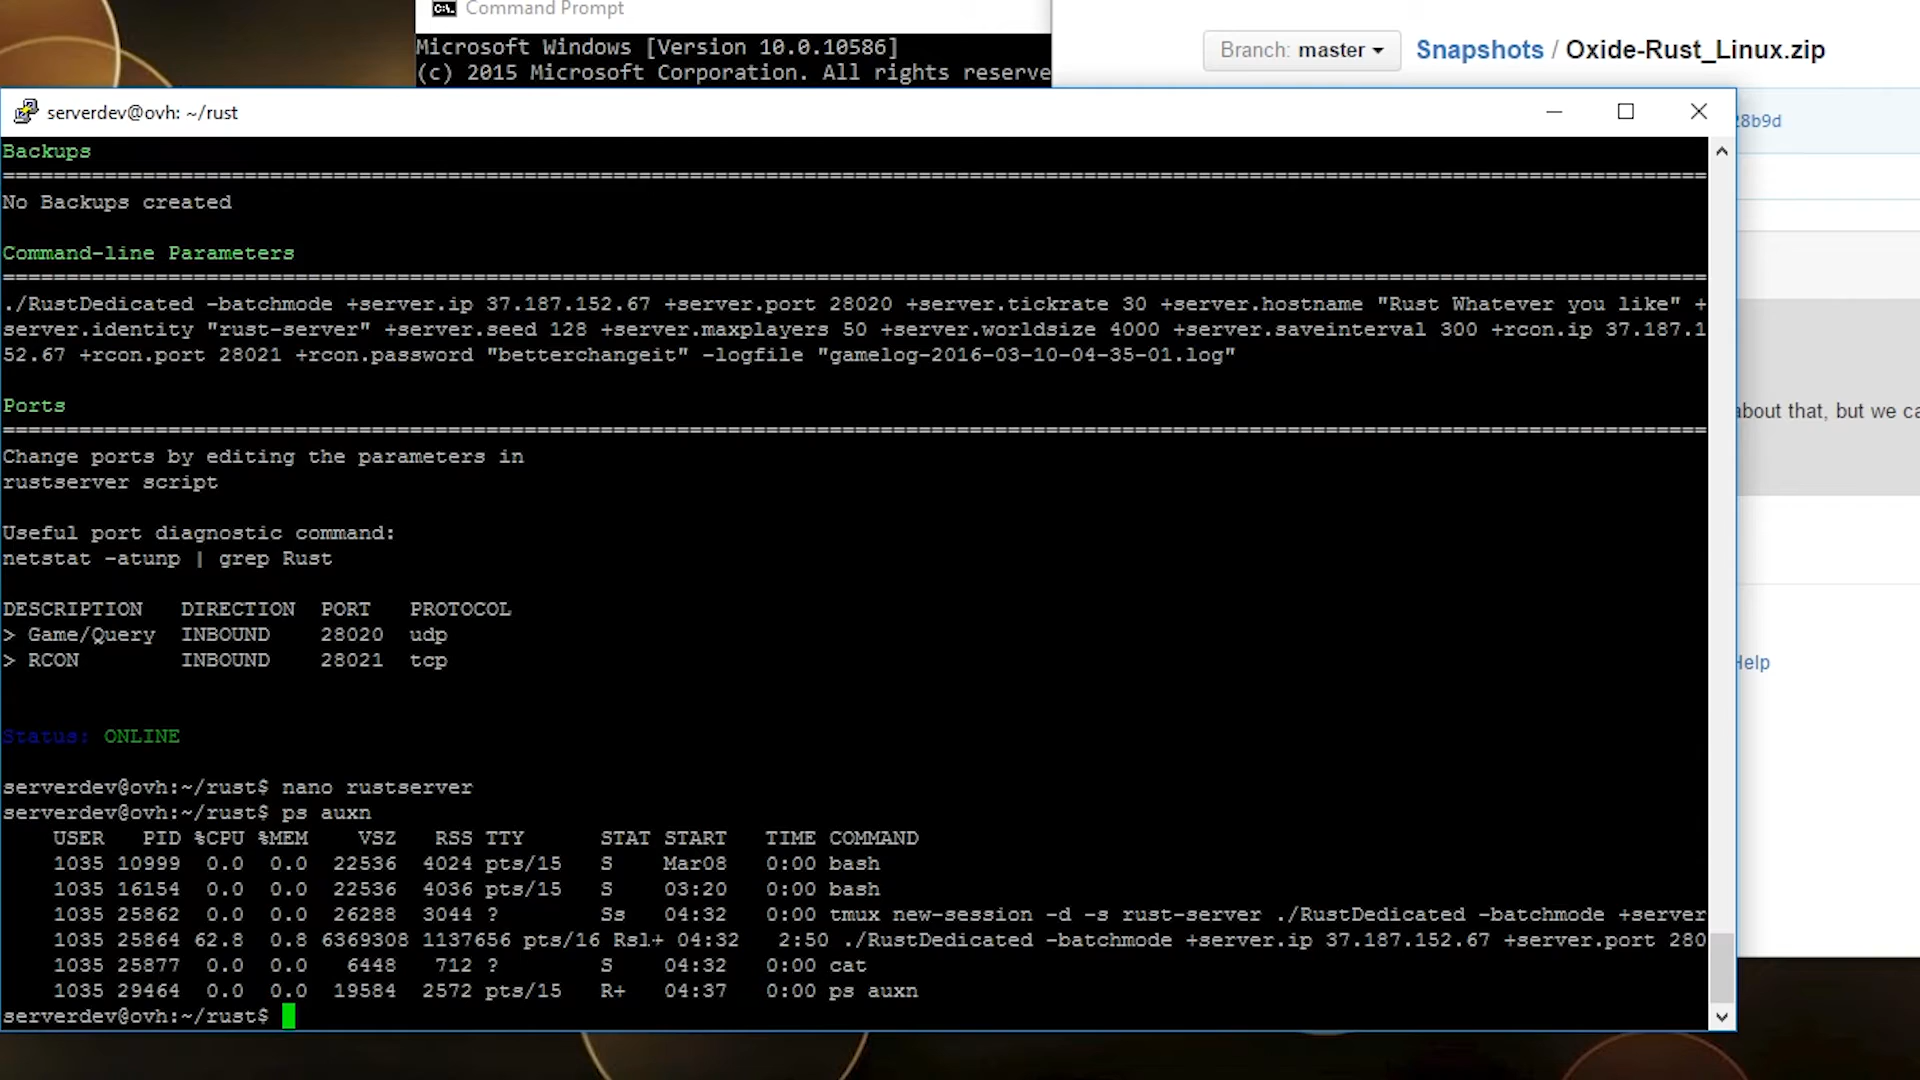 Command Prompt
Microsoft Windows [Version 10.0.10586]
(c) 2015 Microsoft Corporation. All rights reserve
Branch: master
Snapshots / Oxide-Rust_Linux.zip
28b9d
about that, but we ca
Help
serverdev@ovh: ~/rust
Backups
No Backups created
Command-line Parameters
./RustDedicated -batchmode +server.ip 37.187.152.67 +server.port 28020 +server.tickrate 30 +server.hostname "Rust Whatever you like" +
server.identity "rust-server" +server.seed 128 +server.maxplayers 50 +server.worldsize 4000 +server.saveinterval 300 +rcon.ip 37.187.1
52.67 +rcon.port 28021 +rcon.password "betterchangeit" -logfile "gamelog-2016-03-10-04-35-01.log"
Ports
Change ports by editing the parameters in
rustserver script
Useful port diagnostic command:
netstat -atunp | grep Rust
DESCRIPTION DIRECTION PORT PROTOCOL
> Game/Query INBOUND 28020 udp
> RCON INBOUND 28021 tcp
Status: ONLINE
serverdev@ovh:~/rust$ nano rustserver
serverdev@ovh:~/rust$ ps auxn
USER PID %CPU %MEM VSZ RSS TTY STAT START TIME COMMAND
1035 10999 0.0 0.0 22536 4024 pts/15 S Mar08 0:00 bash
1035 16154 0.0 0.0 22536 4036 pts/15 S 03:20 0:00 bash
1035 25862 0.0 0.0 26288 3044 ? Ss 04:32 0:00 tmux new-session -d -s rust-server ./RustDedicated -batchmode +server
1035 25864 62.8 0.8 6369308 1137656 pts/16 Rsl+ 04:32 2:50 ./RustDedicated -batchmode +server.ip 37.187.152.67 +server.port 280
1035 25877 0.0 0.0 6448 712 ? S 04:32 0:00 cat
1035 29464 0.0 0.0 19584 2572 pts/15 R+ 04:37 0:00 ps auxn
serverdev@ovh:~/rust$